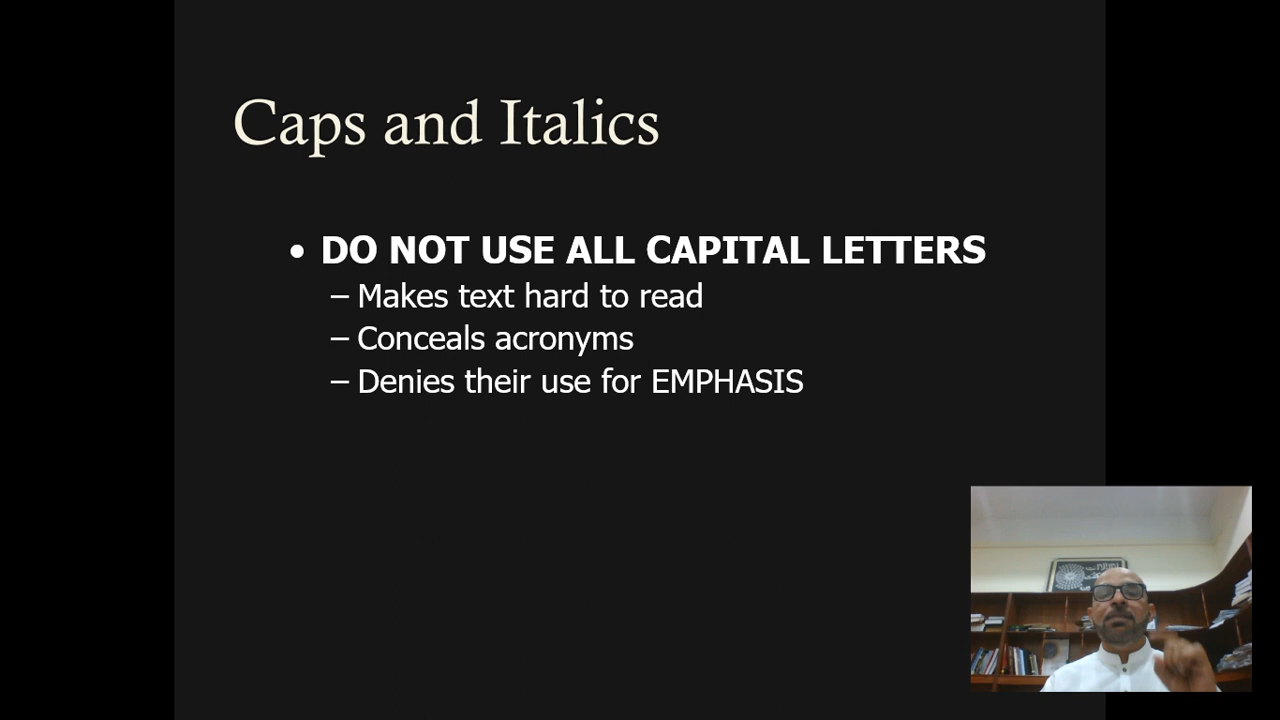 Caps and Italics
• DO NOT USE ALL CAPITAL LETTERS
– Makes text hard to read
– Conceals acronyms
– Denies their use for EMPHASIS